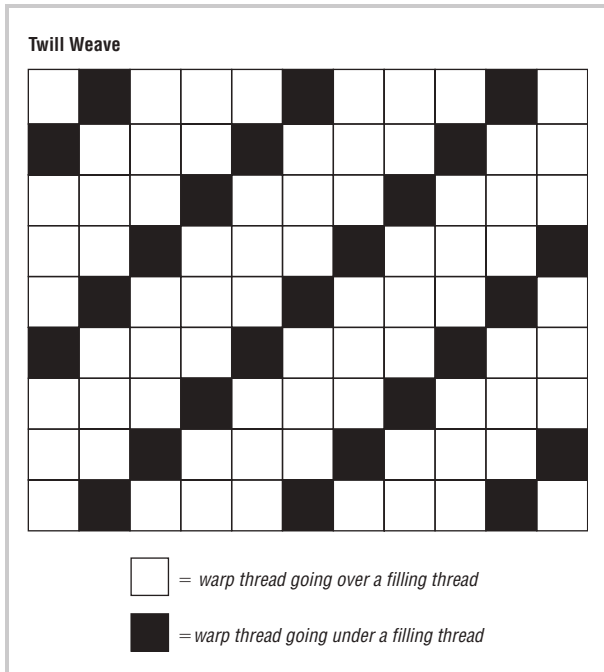 Twill Weave
= warp thread going over a filling thread
= warp thread going under a filling thread